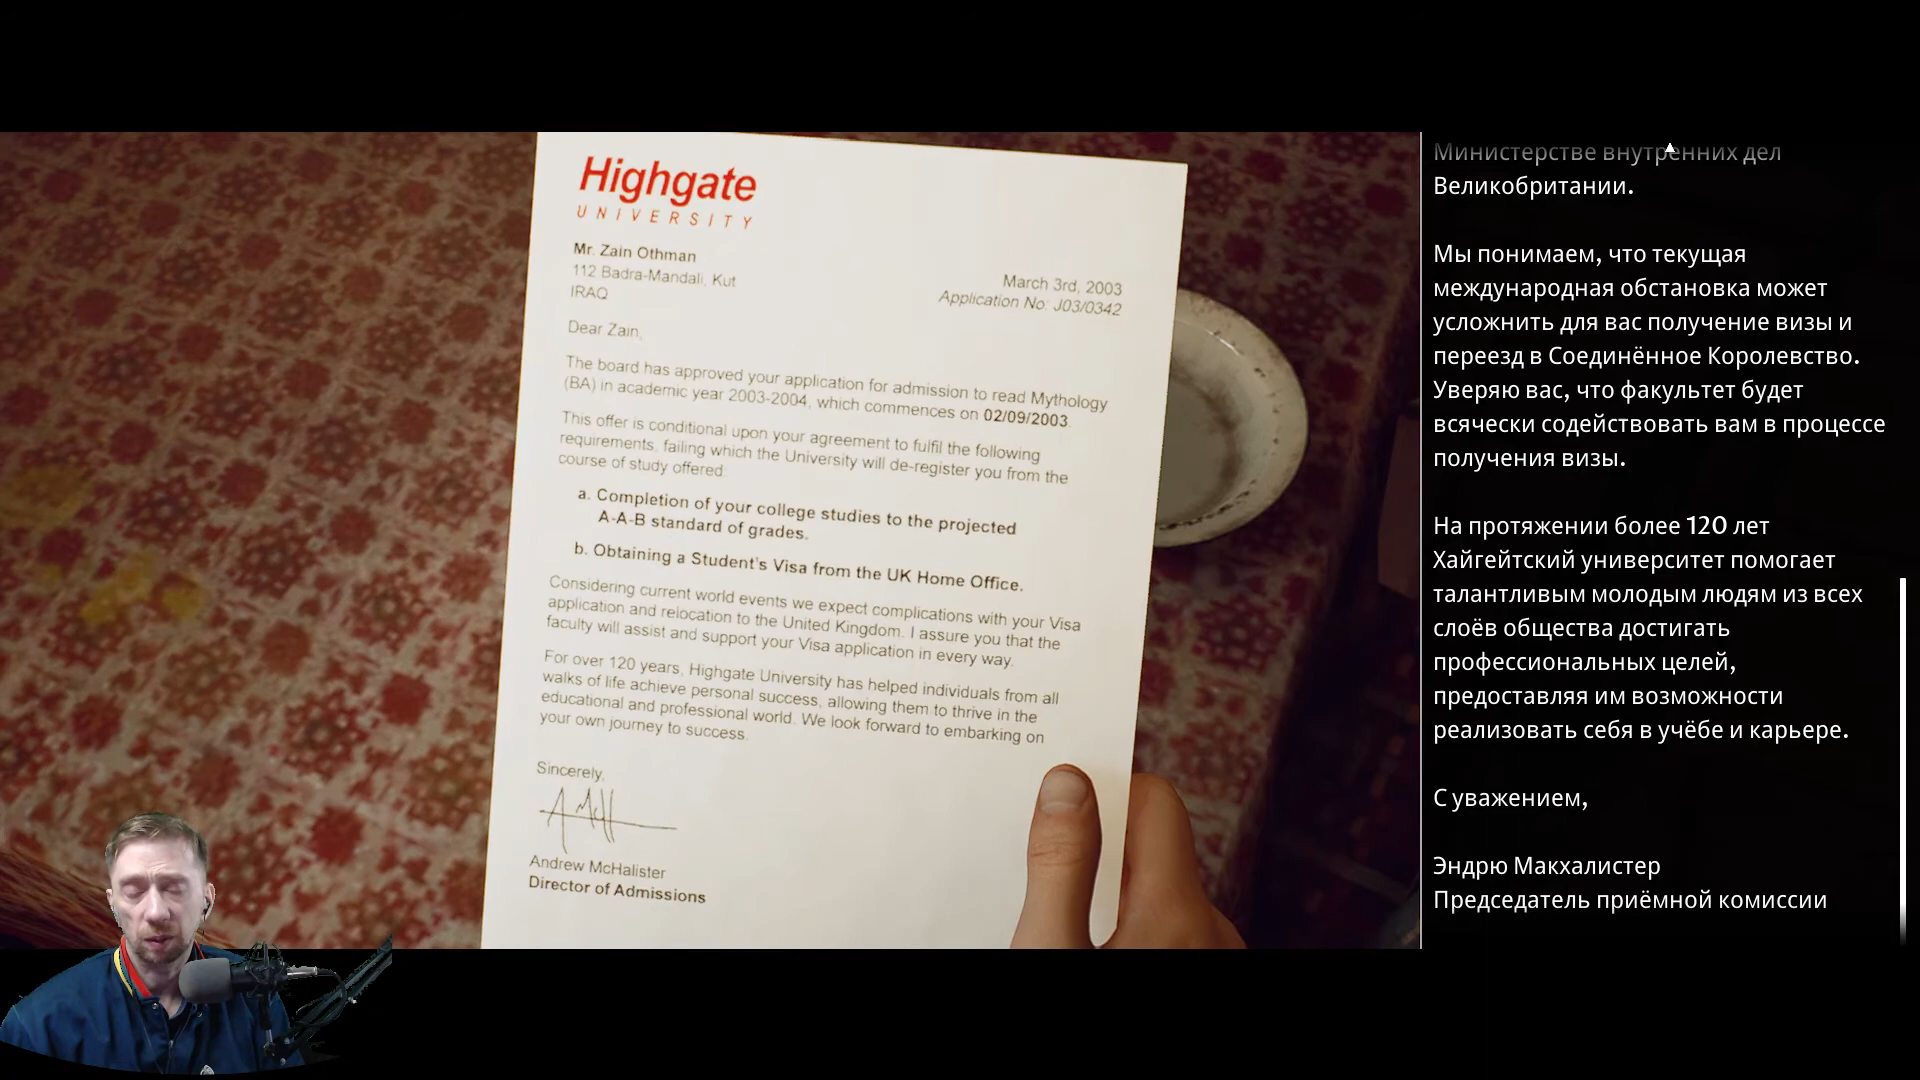 Highgate
UNIVERSITY
Mr. Zain Othman
112 Badra-Mandali, Kut
IRAQ
March 3rd, 2003
Application No: J03/0342
Dear Zain,
The board has approved your application for admission to read Mythology
(BA) in academic year 2003-2004, which commences on 02/09/2003.
This offer is conditional upon your agreement to fulfil the following
requirements, failing which the University will de-register you from the
course of study offered:
a. Completion of your college studies to the projected
A-A-B standard of grades.
b. Obtaining a Student's Visa from the UK Home Office.
Considering current world events we expect complications with your Visa
application and relocation to the United Kingdom. I assure you that the
faculty will assist and support your Visa application in every way.
For over 120 years, Highgate University has helped individuals from all
walks of life achieve personal success, allowing them to thrive in the
educational and professional world. We look forward to embarking on
your own journey to success.
Sincerely,
Andrew McHalister
Director of Admissions
Министерстве внутренних дел
Великобритании.
Мы понимаем, что текущая
международная обстановка может
усложнить для вас получение визы и
переезд в Соединённое Королевство.
Уверяю вас, что факультет будет
всячески содействовать вам в процессе
получения визы.
На протяжении более 120 лет
Хайгейтский университет помогает
талантливым молодым людям из всех
слоёв общества достигать
профессиональных целей,
предоставляя им возможности
реализовать себя в учёбе и карьере.
С уважением,
Эндрю Макхалистер
Председатель приёмной комиссии